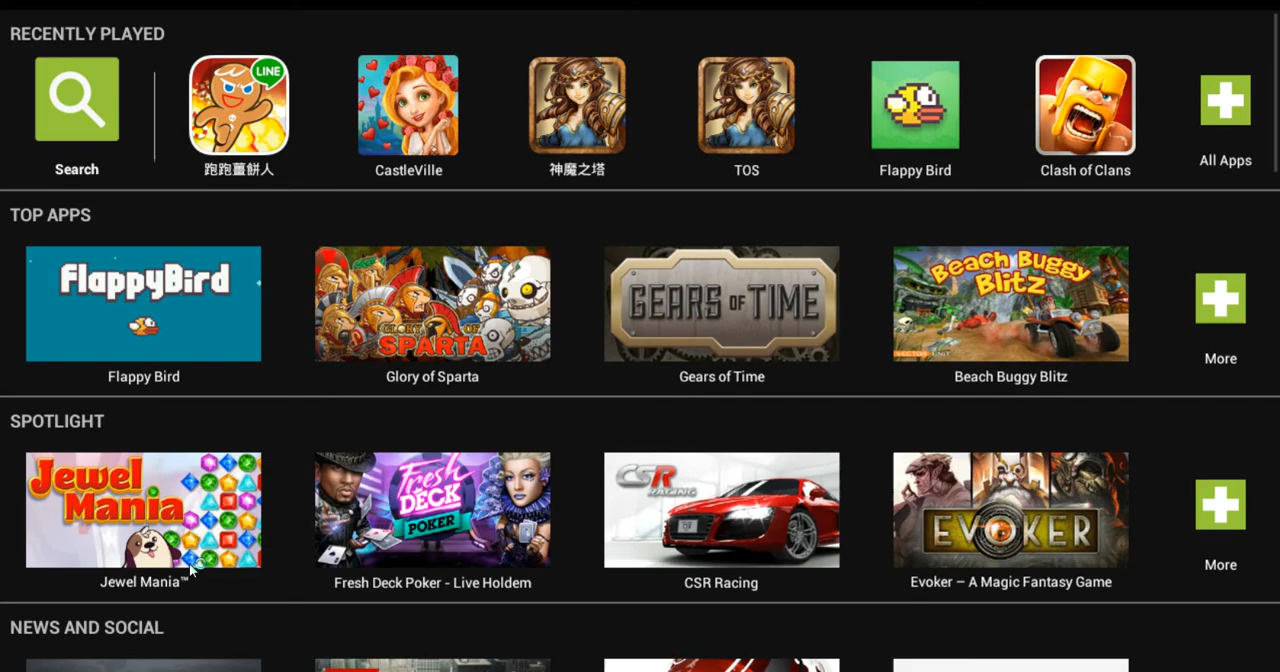 RECENTLY PLAYED
LINE
Search
跑跑薑餅人
CastleVille
神魔之塔
TOS
Flappy Bird
Clash of Clans
All Apps
TOP APPS
FlappyBird
GLORY OF
SPARTA
GEARS OF TIME
Beach Buggy
Blitz
VECTOR UNIT
Flappy Bird
Glory of Sparta
Gears of Time
Beach Buggy Blitz
More
SPOTLIGHT
Jewel
Mania
Fresh
DECK
POKER
CSR
RACING
EVOKER
Jewel Mania™
Fresh Deck Poker - Live Holdem
CSR Racing
Evoker – A Magic Fantasy Game
More
NEWS AND SOCIAL